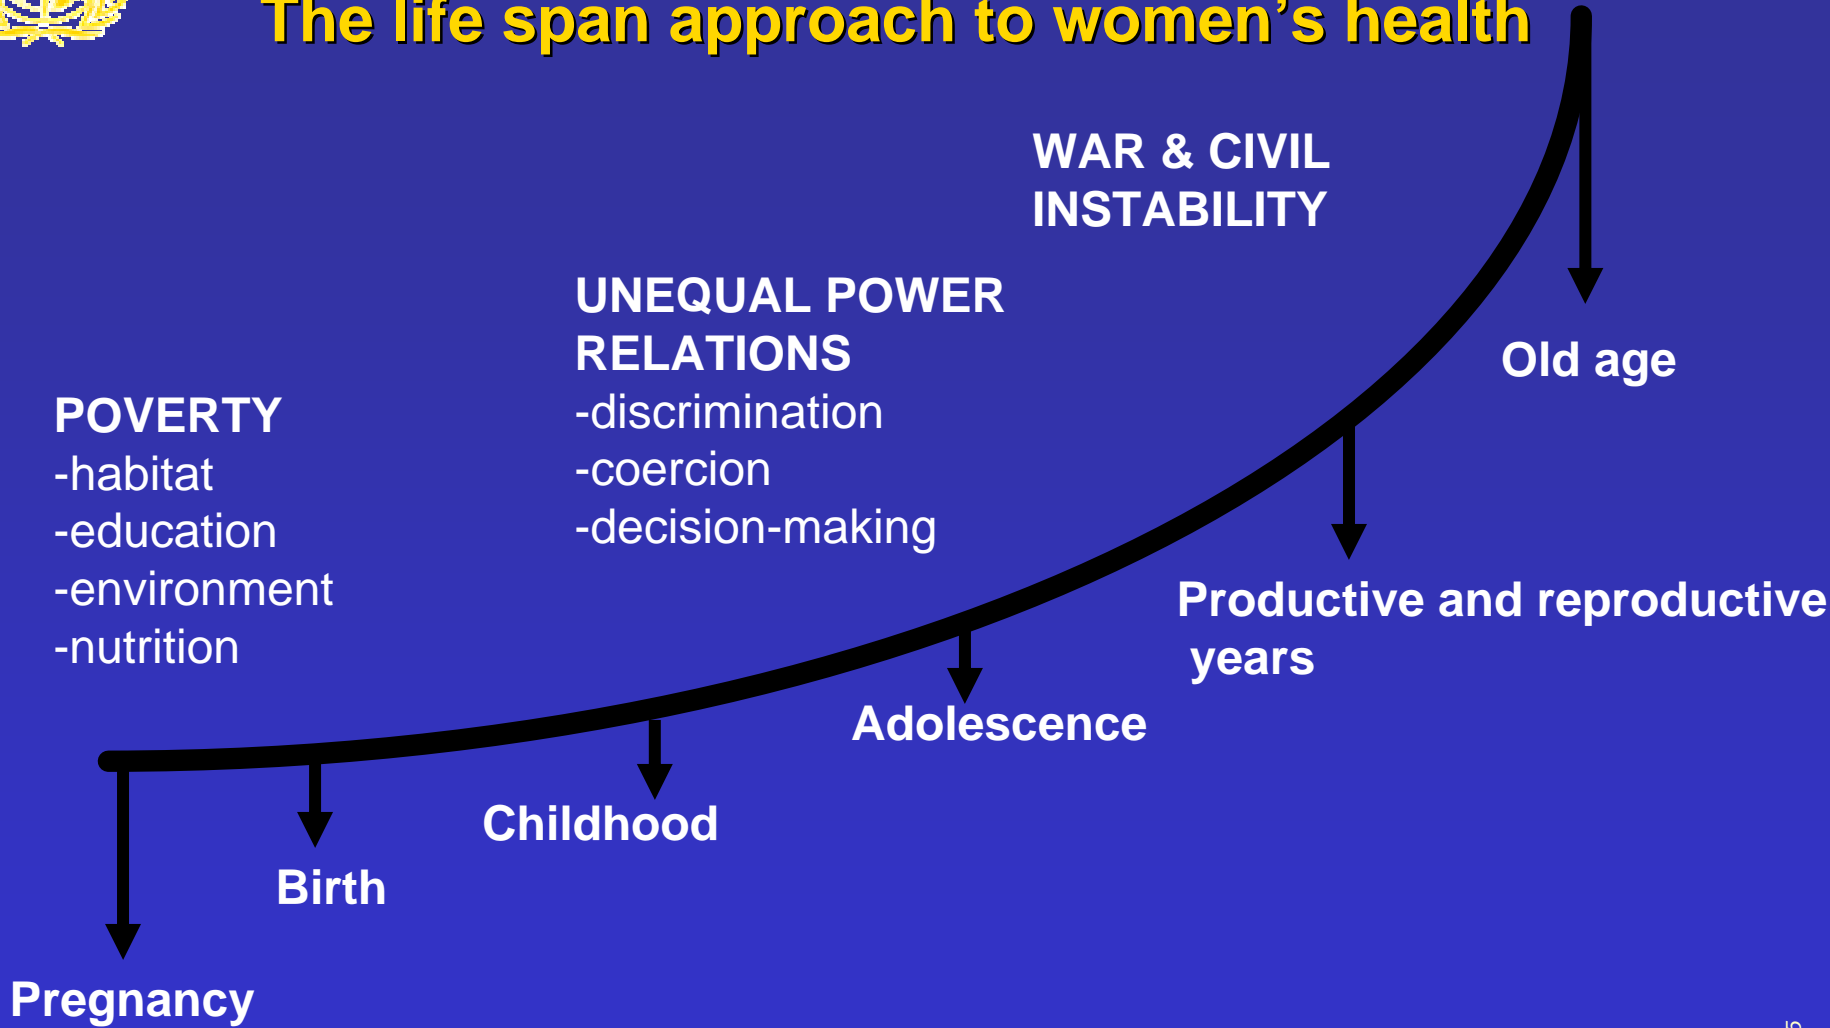 The life span approach to women’s health
WAR & CIVIL
INSTABILITY
UNEQUAL POWER
RELATIONS
-discrimination
-coercion
-decision-making
POVERTY
-habitat
-education
-environment
-nutrition
Old age
Productive and reproductive
years
Adolescence
Childhood
Birth
Pregnancy